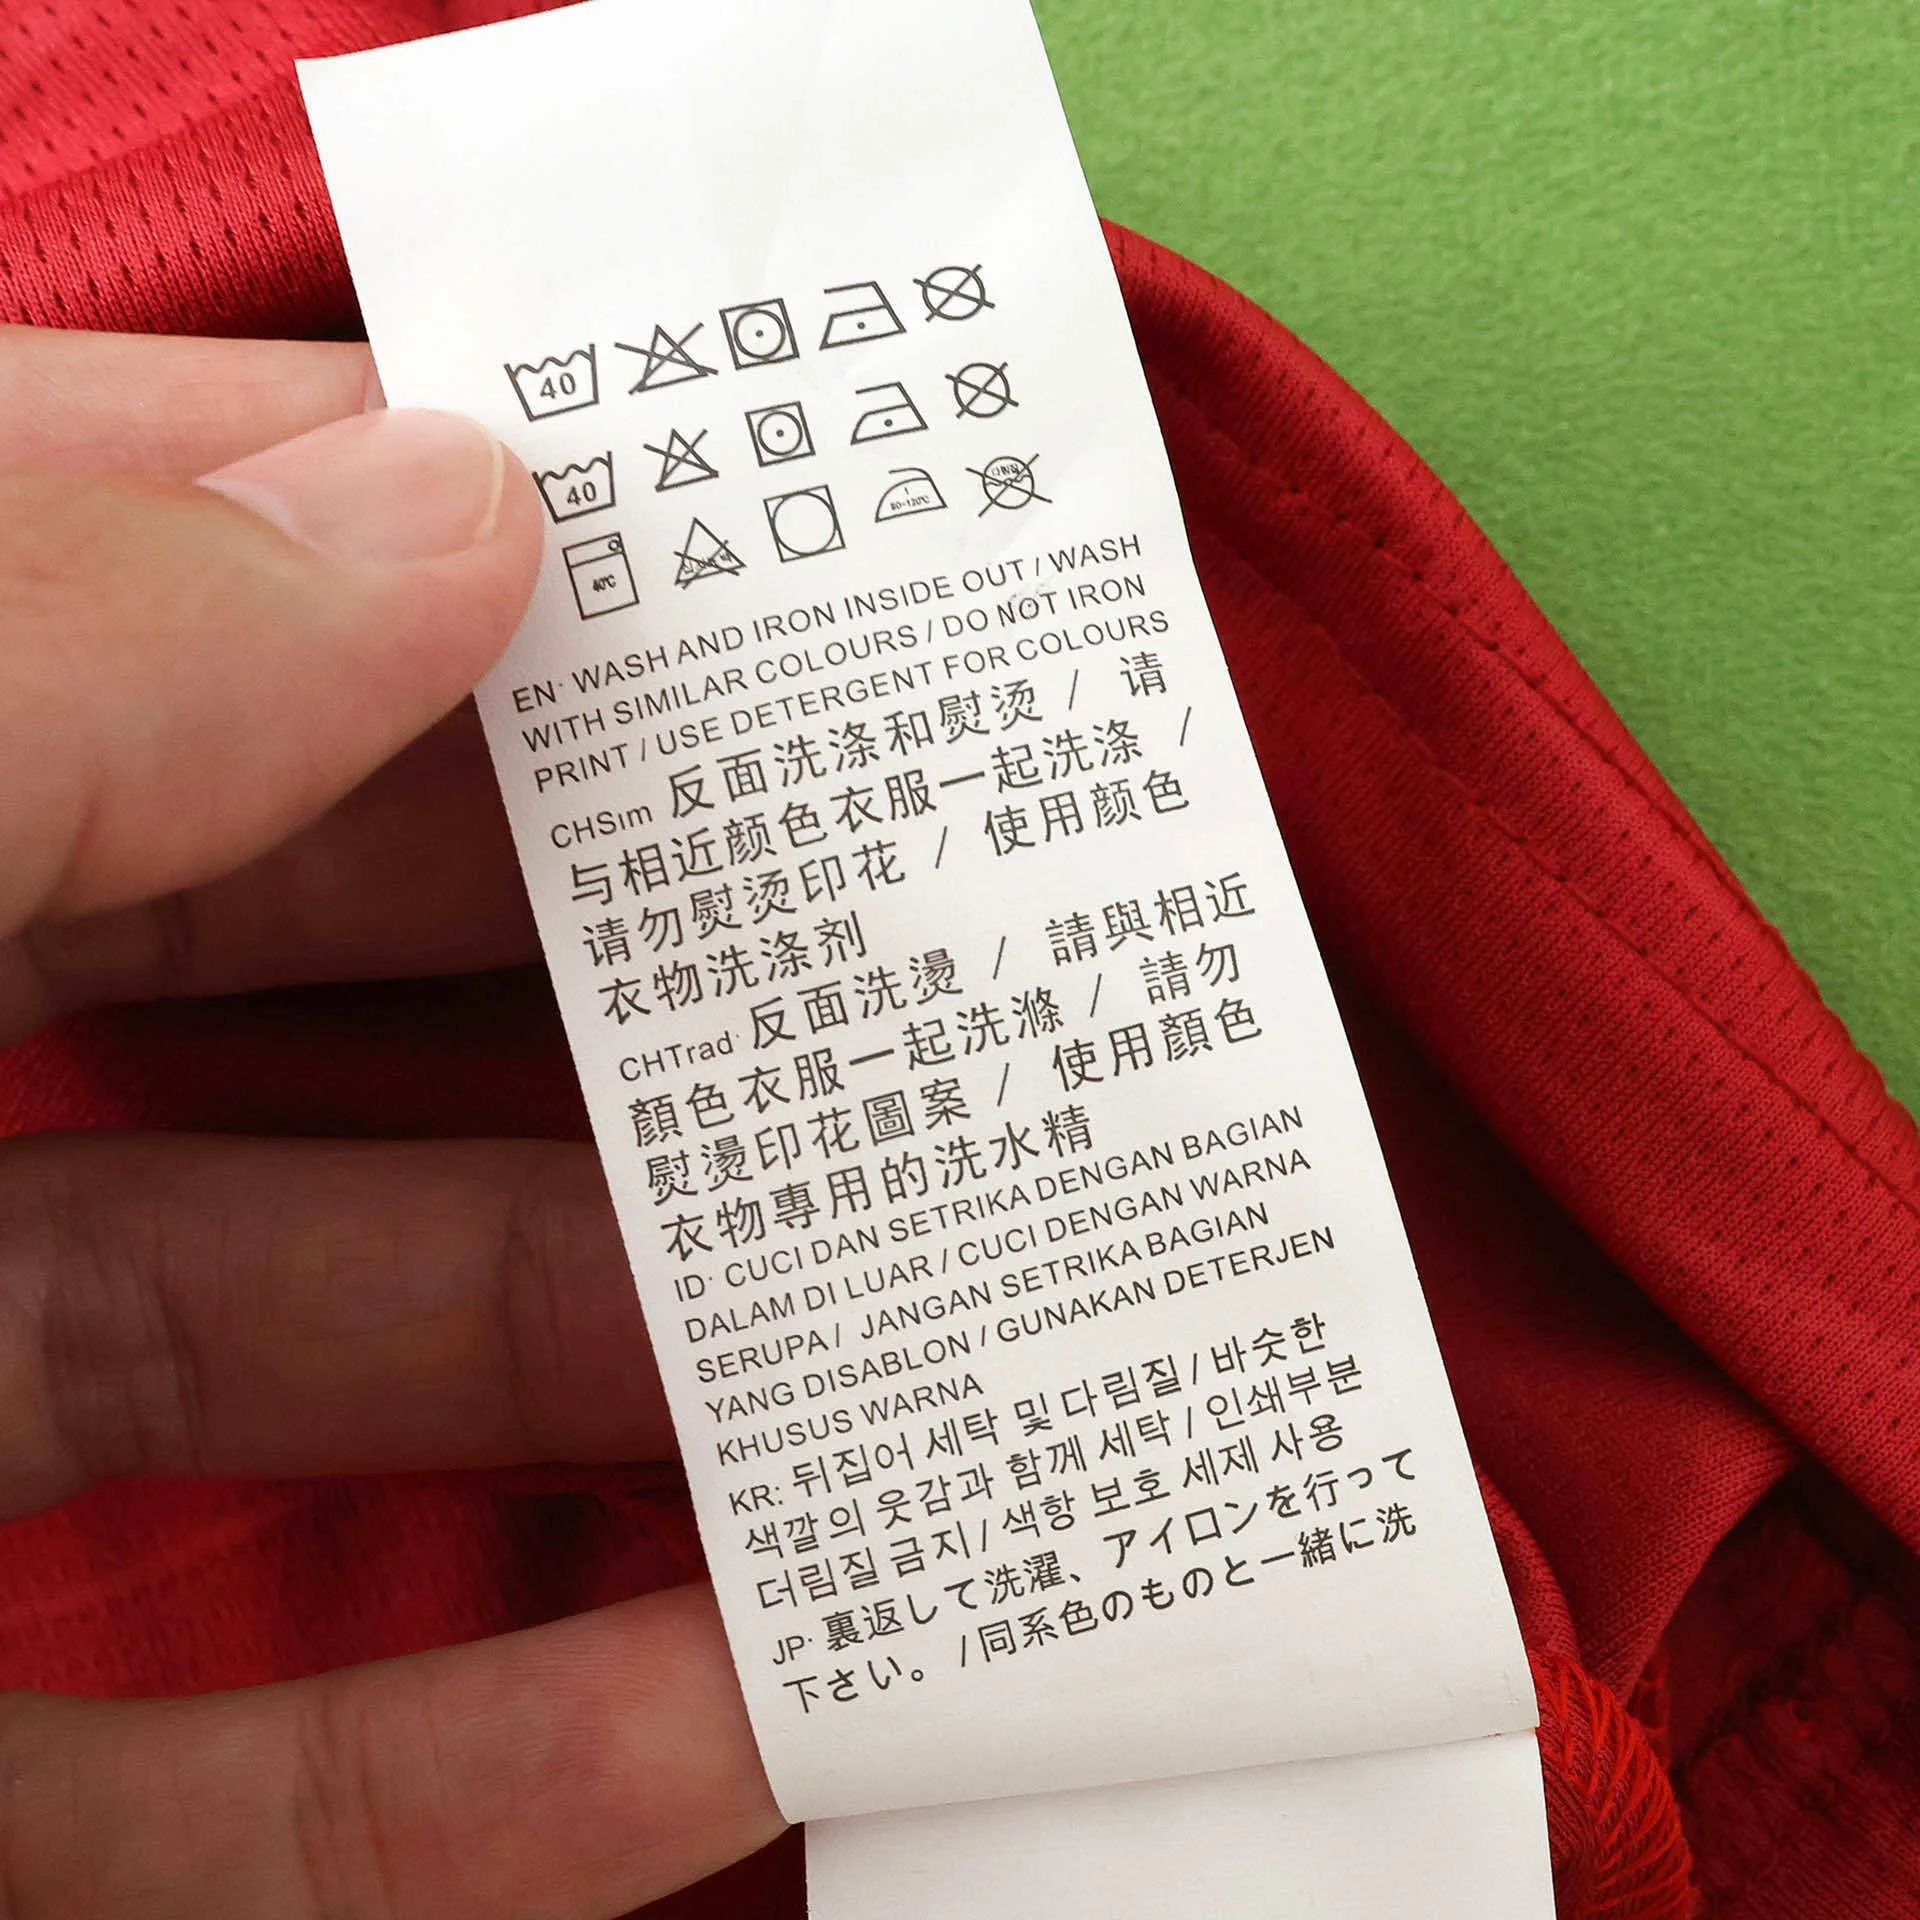 40
40
40℃
80~120℃
EN: WASH AND IRON INSIDE OUT / WASH
WITH SIMILAR COLOURS / DO NOT IRON
PRINT / USE DETERGENT FOR COLOURS
CHSim 反面洗涤和熨烫 / 请
与相近颜色衣服一起洗涤 /
请勿熨烫印花 / 使用颜色
衣物洗涤剂
CHTrad: 反面洗燙 / 請與相近
顏色衣服一起洗滌 / 請勿
熨燙印花圖案 / 使用顏色
衣物專用的洗水精
ID: CUCI DAN SETRIKA DENGAN BAGIAN
DALAM DI LUAR / CUCI DENGAN WARNA
SERUPA / JANGAN SETRIKA BAGIAN
YANG DISABLON / GUNAKAN DETERJEN
KHUSUS WARNA
KR: 뒤집어 세탁 및 다림질 / 바슷한
색깔의 웃감과 함께 세탁 / 인쇄부분
더림질 금지 / 색항 보호 세제 사용
JP: 裏返して洗濯、アイロンを行って
下さい。 /同系色のものと一緒に洗